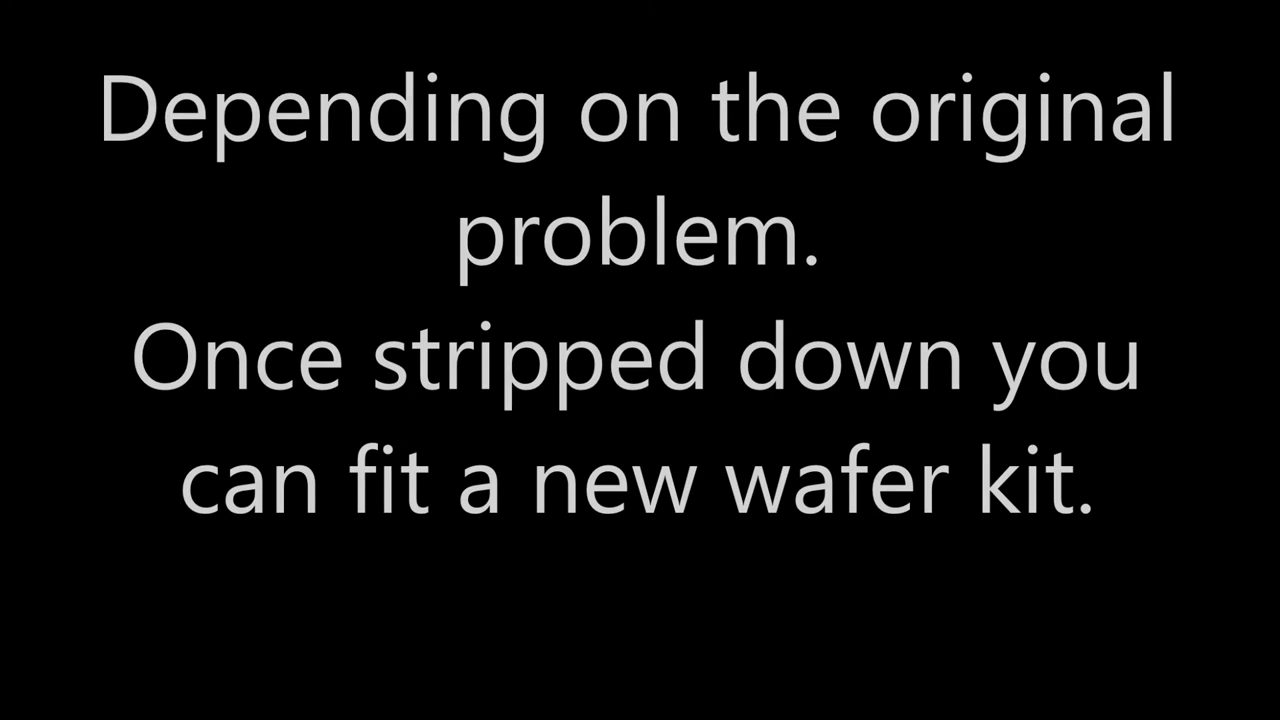 Depending on the original
problem.
Once stripped down you
can fit a new wafer kit.